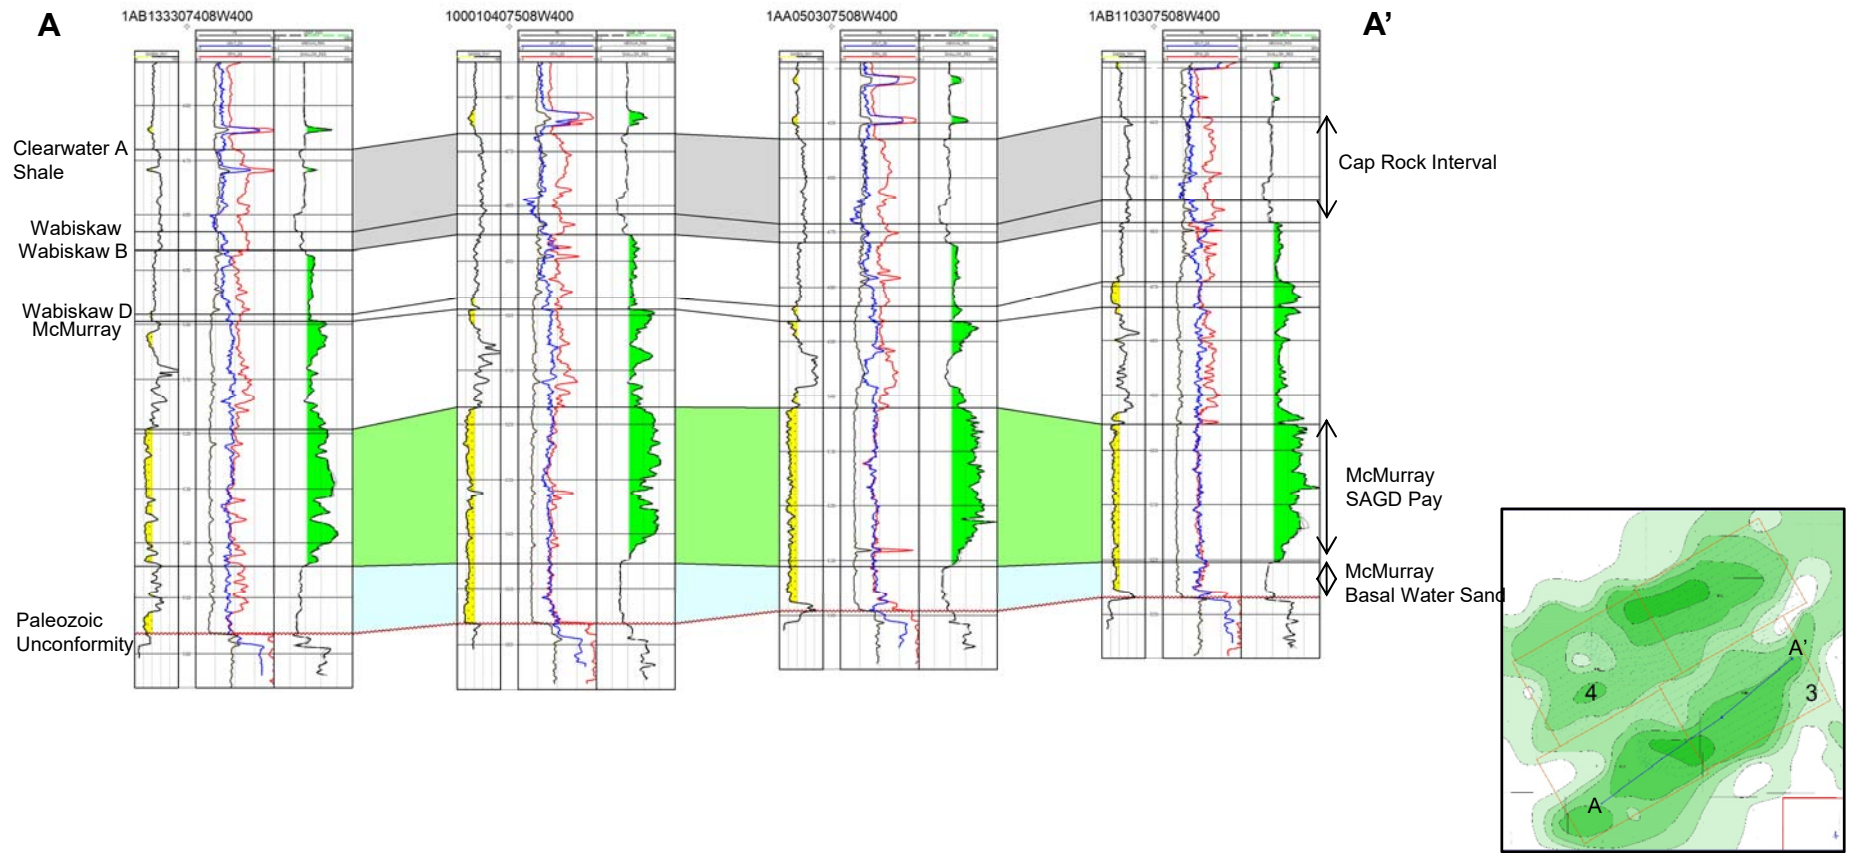 A
1AB133307408W400
100010407508W400
1AA050307508W400
1AB110307508W400
A’
Clearwater A
Shale
Cap Rock Interval
Wabiskaw
Wabiskaw B
Wabiskaw D
McMurray
McMurray
SAGD Pay
McMurray
Basal Water Sand
Paleozoic
Unconformity
A’
4
3
A